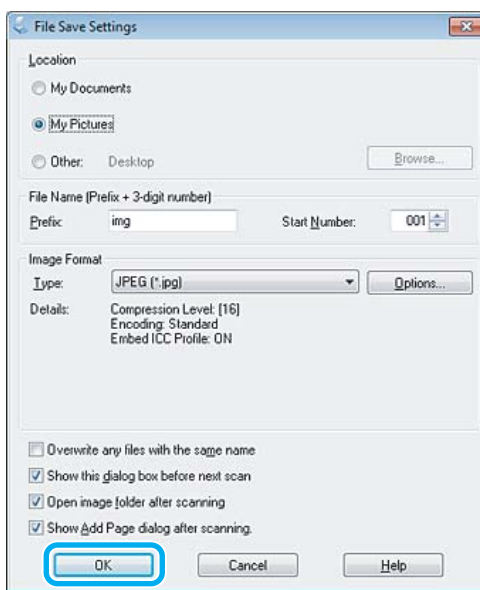 File Save Settings
Location
My Documents
My Pictures
Other: Desktop Browse...
File Name (Prefix + 3-digit number)
Prefix: img Start Number: 001
Image Format
Type: JPEG (*.jpg) Options...
Details: Compression Level: [16]
Encoding: Standard
Embed ICC Profile: ON
Overwrite any files with the same name
Show this dialog box before next scan
Open image folder after scanning
Show Add Page dialog after scanning.
OK Cancel Help